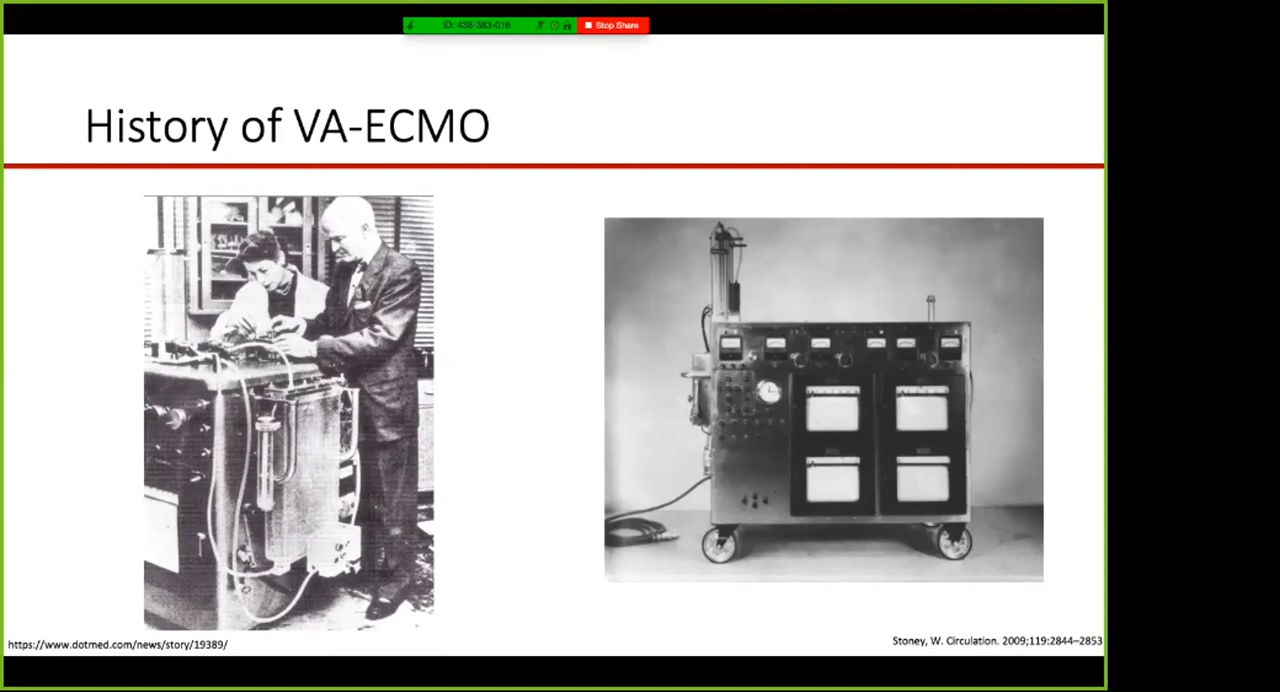 ID: 438-383-016
Stop Share
History of VA-ECMO
https://www.dotmed.com/news/story/19389/
Stoney, W. Circulation. 2009;119:2844–2853